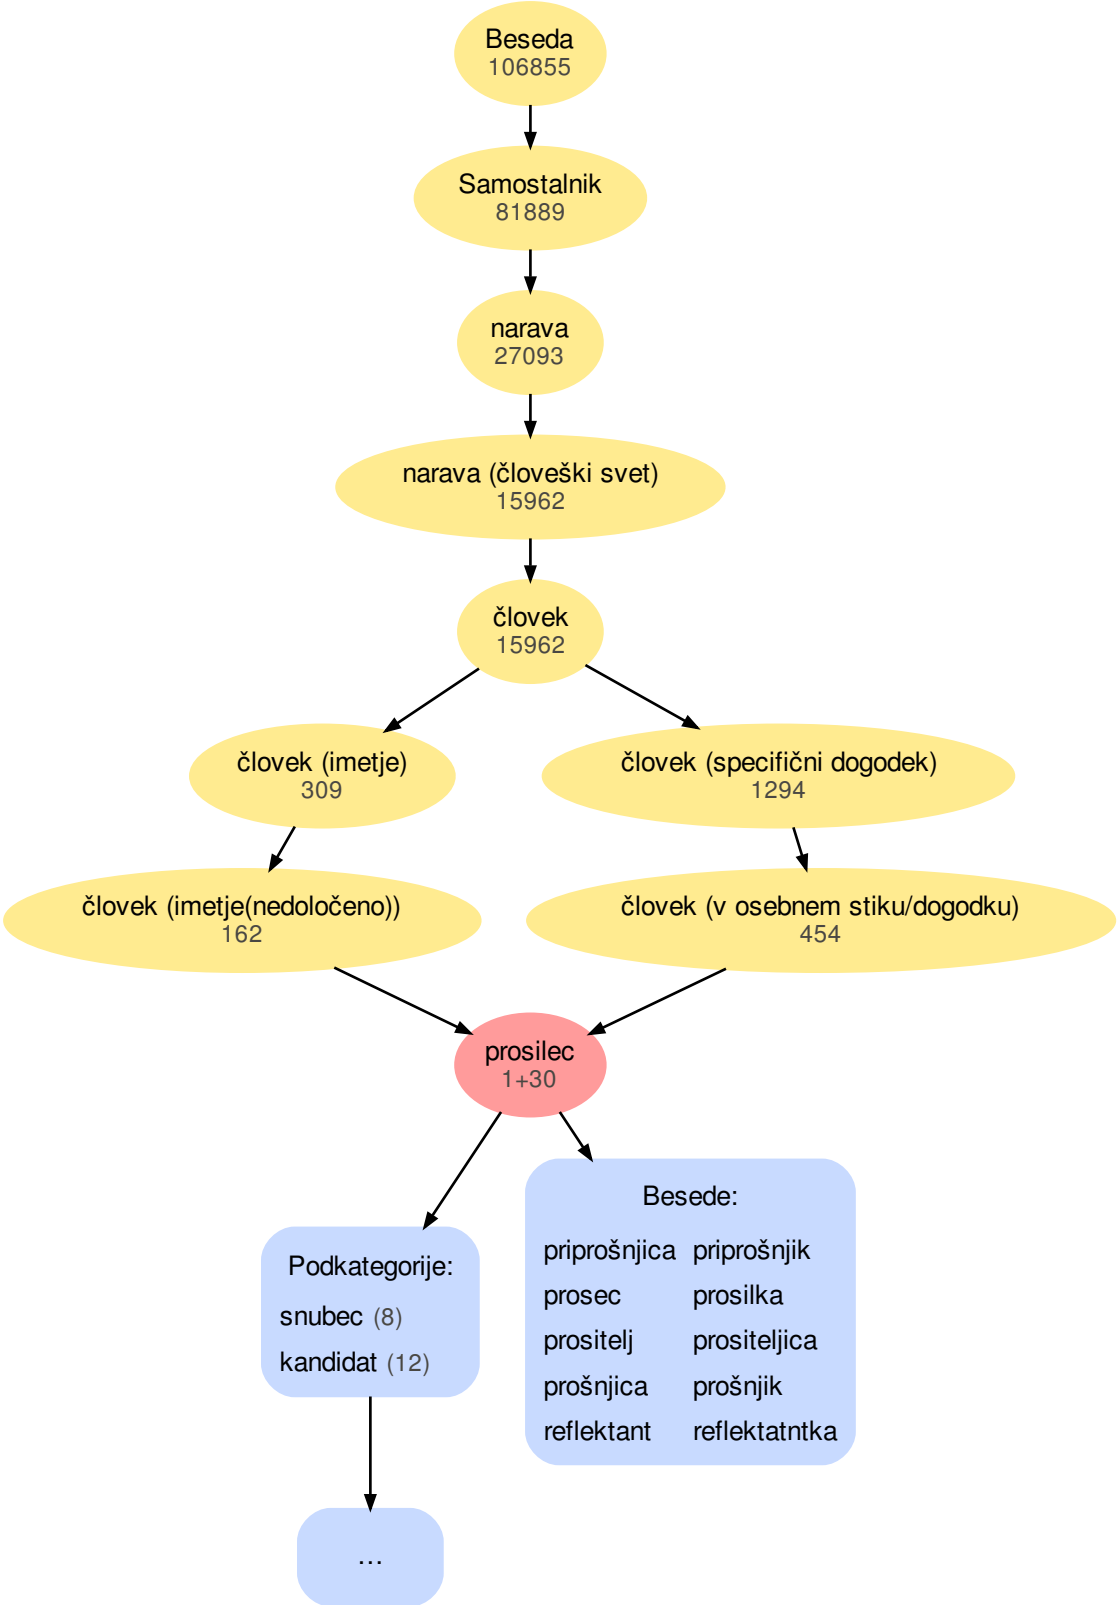 Beseda
106855
Samostalnik
81889
narava
27093
narava (človeški svet)
15962
človek
15962
človek (imetje)
309
človek (specifični dogodek)
1294
človek (imetje(nedoločeno))
162
človek (v osebnem stiku/dogodku)
454
prosilec
1+30
Podkategorije:
snubec (8)
kandidat (12)
Besede:
priprošnjica priprošnjik
prosec prosilka
prositelj prositeljica
prošnjica prošnjik
reflektant reflektatntka
...